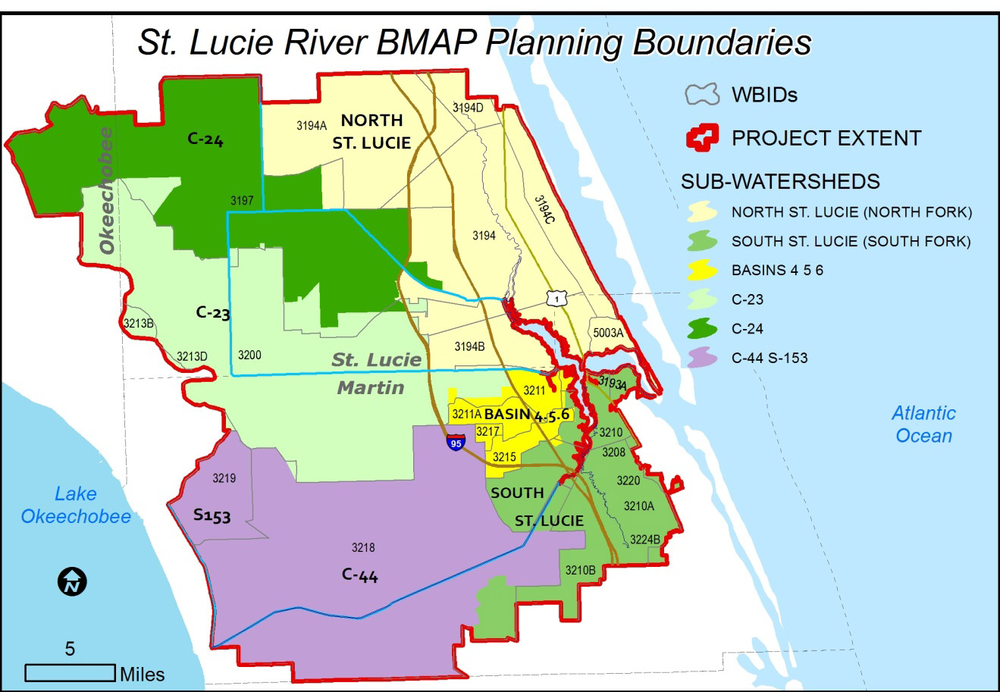 St. Lucie River BMAP Planning Boundaries
WBIDs
PROJECT EXTENT
SUB-WATERSHEDS
NORTH ST. LUCIE (NORTH FORK)
SOUTH ST. LUCIE (SOUTH FORK)
BASINS 4 5 6
C-23
C-24
C-44 S-153
3194D
3194A
NORTH
ST. LUCIE
C-24
Okeechobee
3197
3194C
3194
1
C-23
3213B
3213D
3200
St. Lucie
Martin
3194B
5003A
3193A
3211
3211A
BASIN 4.5.6
3217
3215
95
3210
3208
3220
3210A
3224B
3210B
SOUTH
ST. LUCIE
3219
S153
3218
C-44
Atlantic
Ocean
Lake
Okeechobee
N
5
Miles